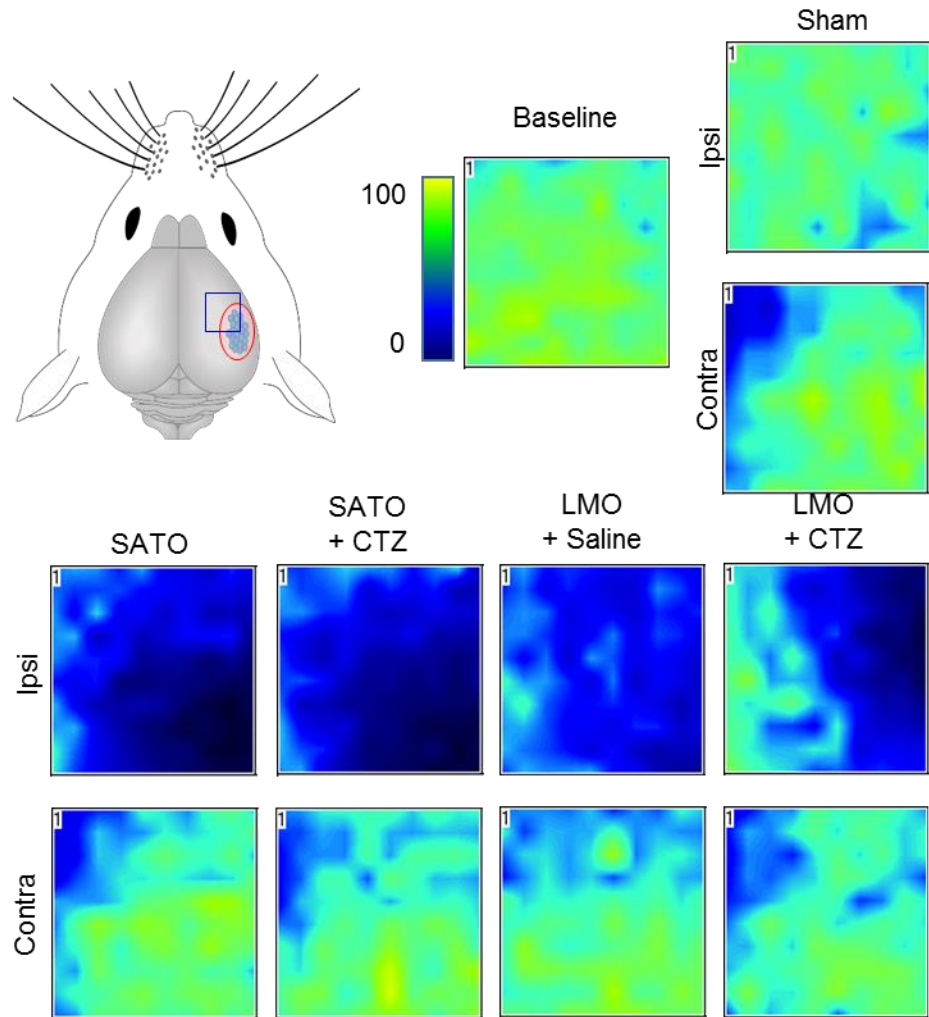 Sham
1
Ipsi
Baseline
1
100
0
1
Contra
SATO
SATO
+ CTZ
LMO
+ Saline
LMO
+ CTZ
Ipsi
1
1
1
1
Contra
1
1
1
1